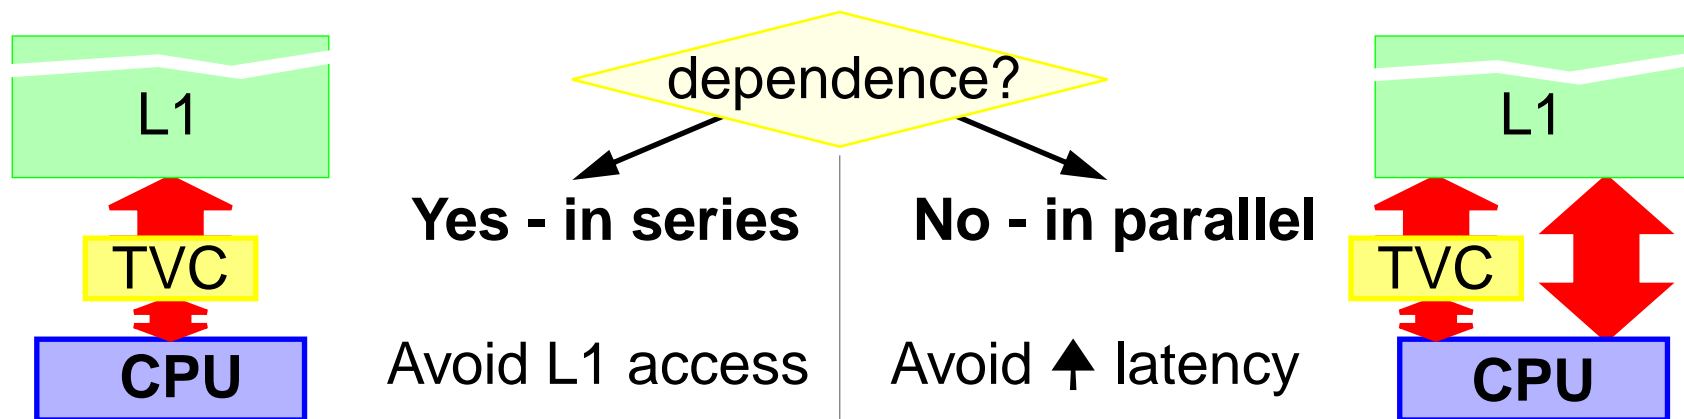 dependence?
L1
TVC
CPU
Yes - in series
Avoid L1 access
No - in parallel
Avoid ↑ latency
L1
TVC
CPU